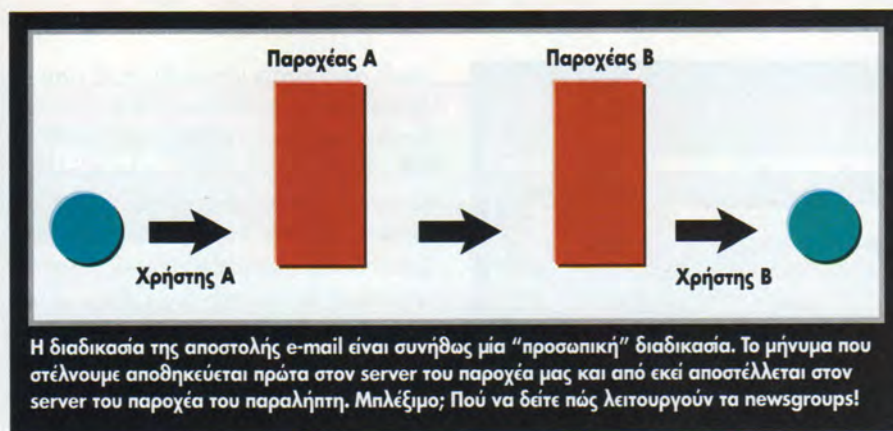 Παροχέας Α
Παροχέας Β
Χρήστης Α
Χρήστης Β
Η διαδικασία της αποστολής e-mail είναι συνήθως μία “προσωπική” διαδικασία. Το μήνυμα που
στέλνουμε αποθηκεύεται πρώτα στον server του παροχέα μας και από εκεί αποστέλλεται στον
server του παροχέα του παραλήπτη. Μπλέξιμο; Πού να δείτε πώς λειτουργούν τα newsgroups!